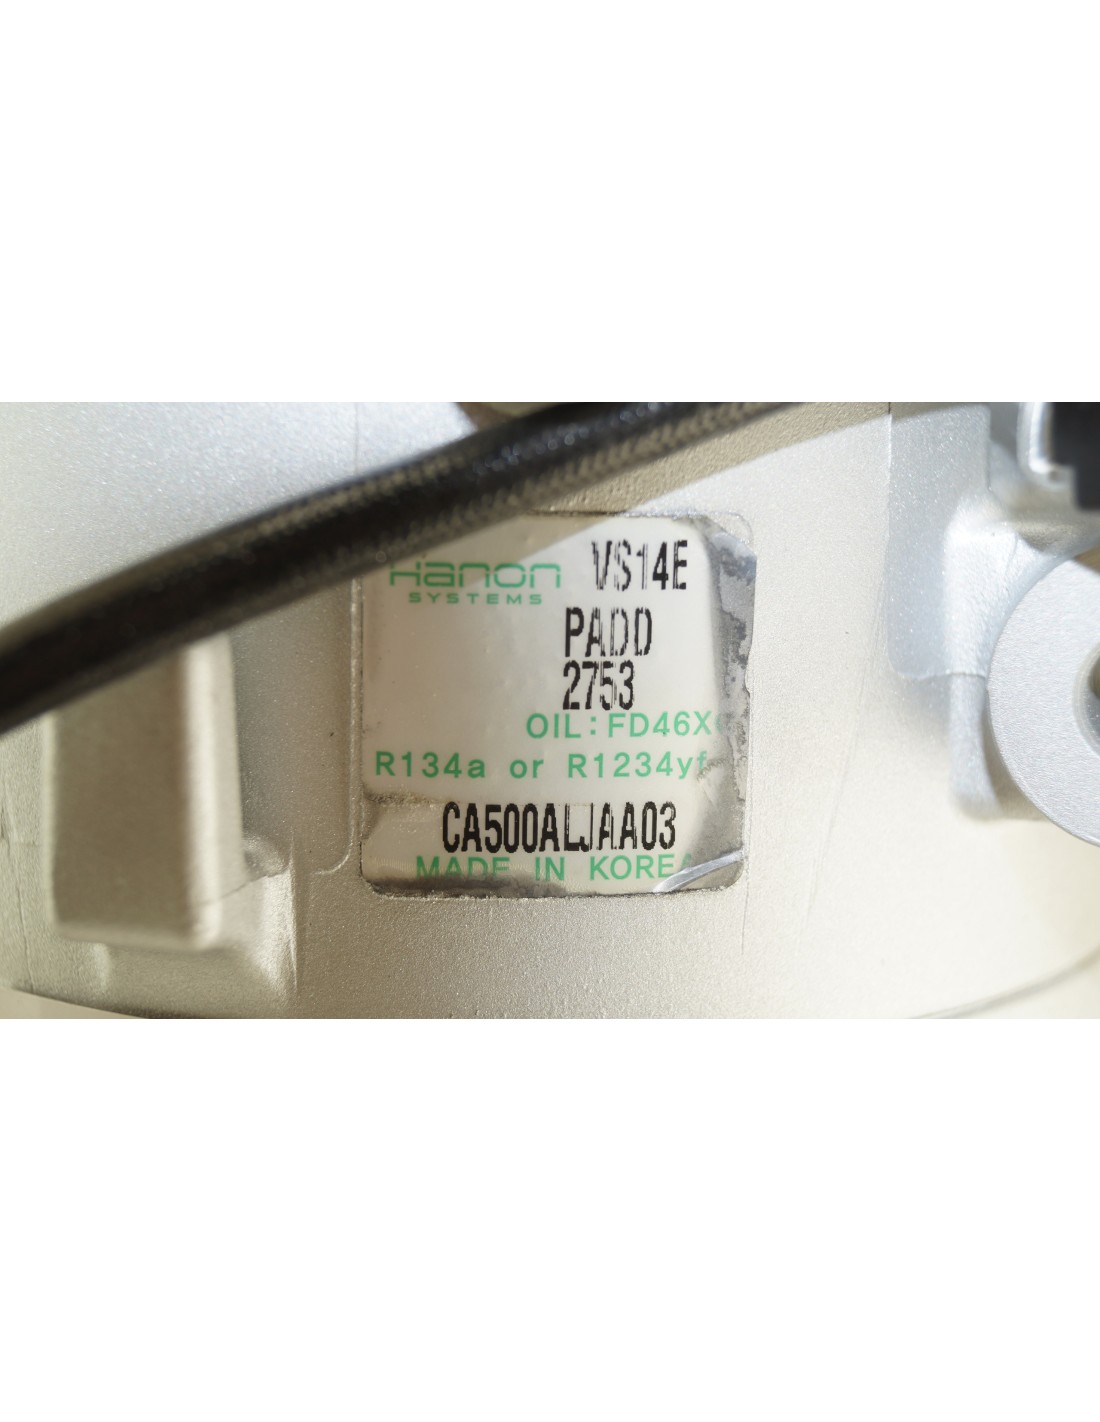 Hanon VS14E
SYSTEMS
PADD
2753
OIL: FD46X
R134a or R1234yf
CA500ALJAA03
MADE IN KOREA